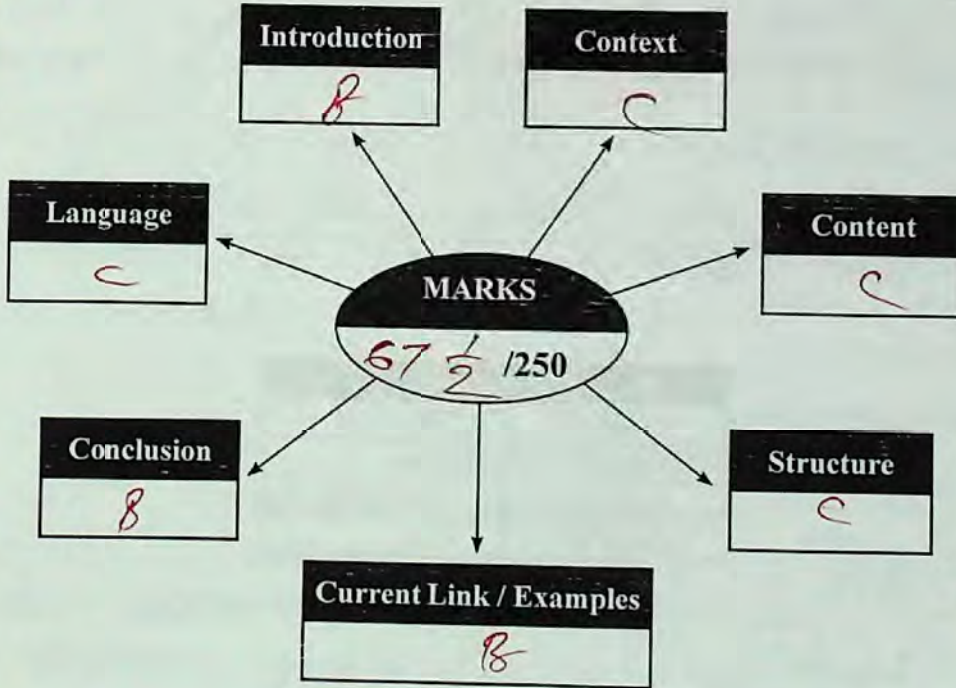 Introduction
B
Context
C
Language
C
Content
C
MARKS
67 1/2 /250
Conclusion
B
Structure
C
Current Link / Examples
B